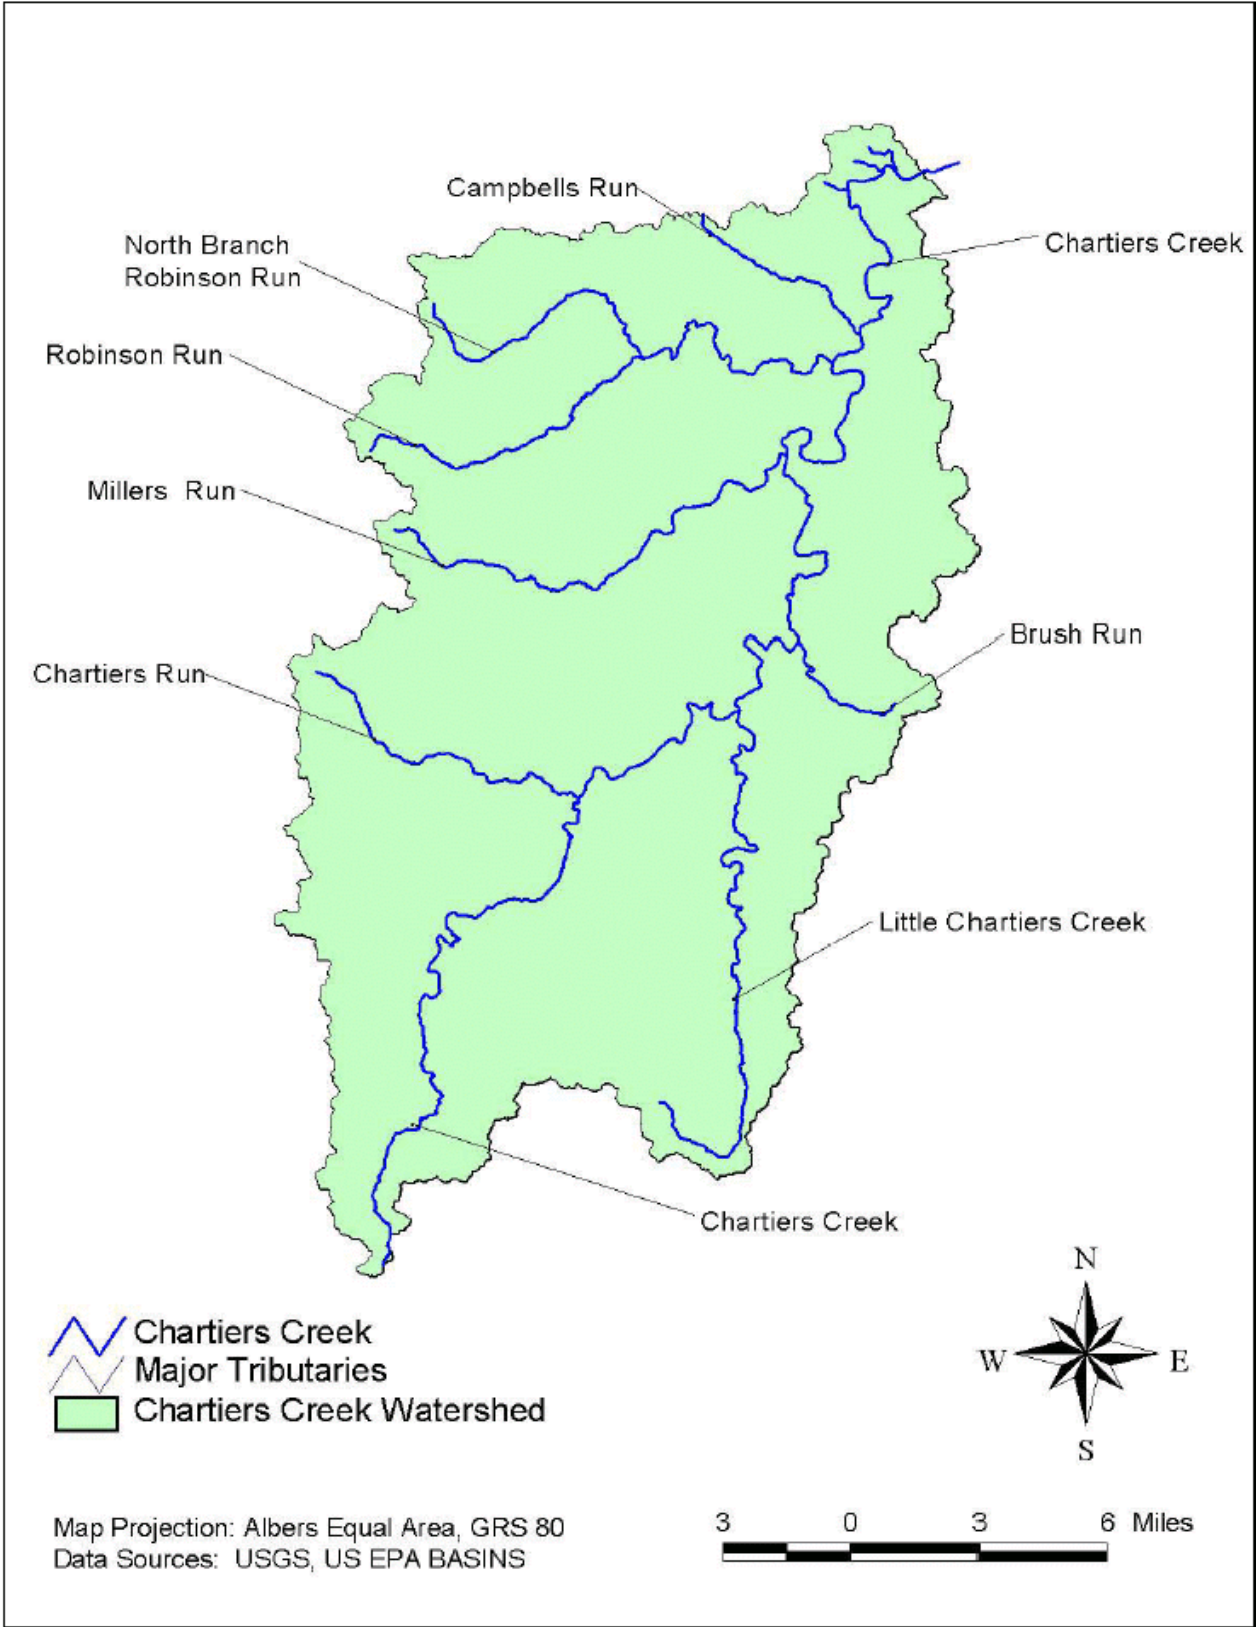 Campbells Run
North Branch
Robinson Run
Chartiers Creek
Robinson Run
Millers Run
Brush Run
Chartiers Run
Little Chartiers Creek
Chartiers Creek
N
W
E
S
Chartiers Creek
Major Tributaries
Chartiers Creek Watershed
3 0 3 6 Miles
Map Projection: Albers Equal Area, GRS 80
Data Sources: USGS, US EPA BASINS